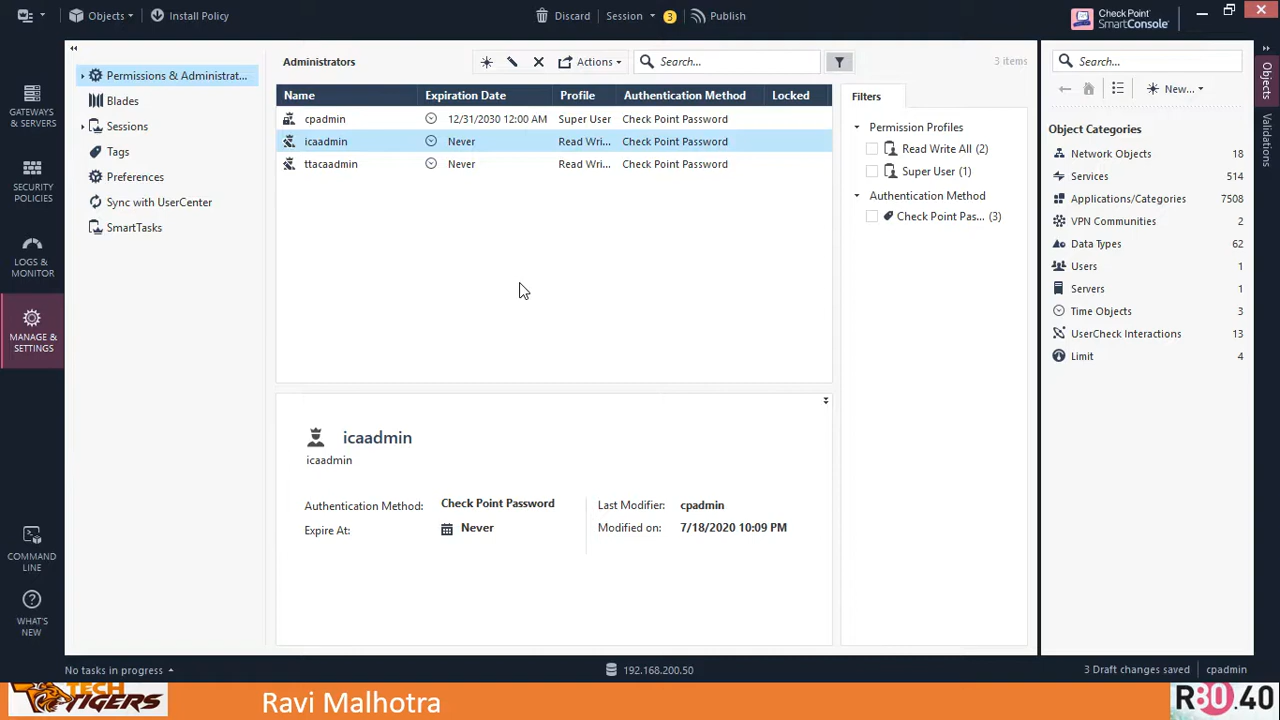 Objects
Install Policy
Discard
Session
3
Publish
Check Point
SmartConsole
GATEWAYS
& SERVERS
SECURITY
POLICIES
LOGS &
MONITOR
MANAGE &
SETTINGS
COMMAND
LINE
WHAT'S
NEW
Permissions & Administrat...
Blades
Sessions
Tags
Preferences
Sync with UserCenter
SmartTasks
Administrators
Actions
Search...
3 items
Name Expiration Date Profile Authentication Method Locked
cpadmin 12/31/2030 12:00 AM Super User Check Point Password
icaadmin Never Read Wri... Check Point Password
ttacaadmin Never Read Wri... Check Point Password
icaadmin
icaadmin
Authentication Method: Check Point Password
Expire At: Never
Last Modifier: cpadmin
Modified on: 7/18/2020 10:09 PM
Filters
Permission Profiles
Read Write All (2)
Super User (1)
Authentication Method
Check Point Pas... (3)
Search...
New...
Object Categories
Network Objects 18
Services 514
Applications/Categories 7508
VPN Communities 2
Data Types 62
Users 1
Servers 1
Time Objects 3
UserCheck Interactions 13
Limit 4
Objects
Validations
No tasks in progress
192.168.200.50
3 Draft changes saved
cpadmin
TECH
TIGERS
Ravi Malhotra
R80.40